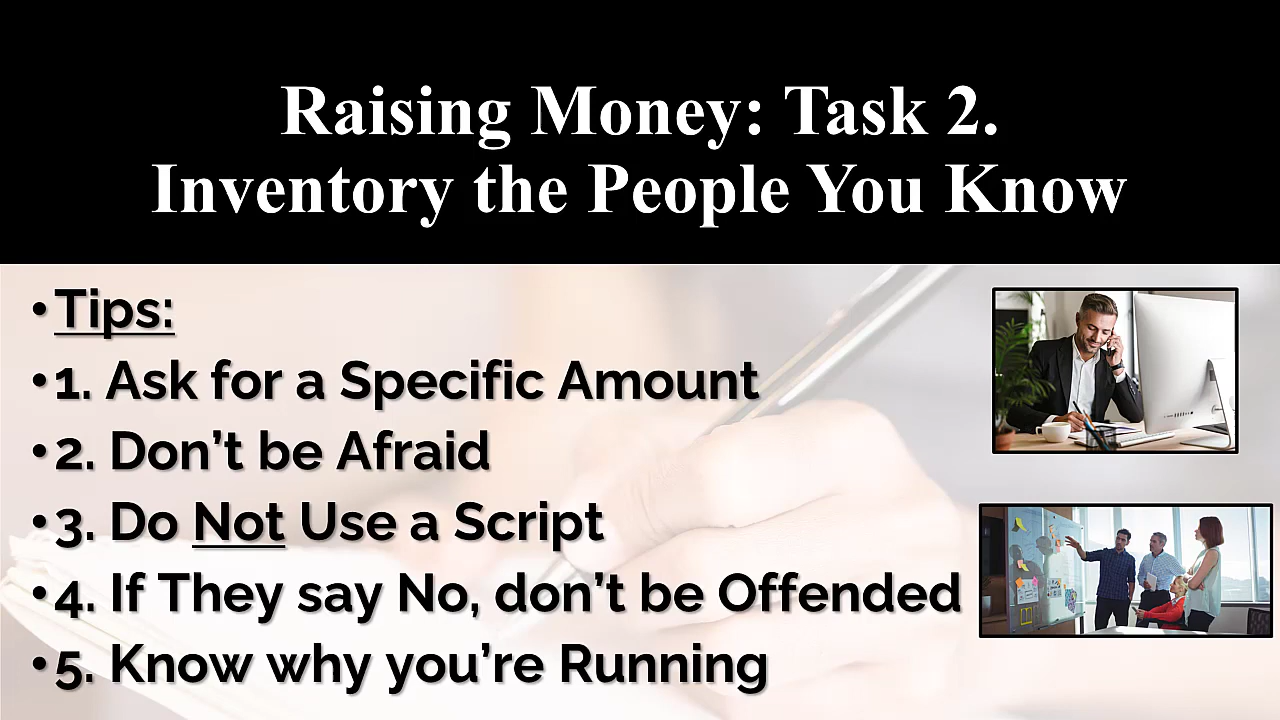 Raising Money: Task 2.
Inventory the People You Know
•Tips:
•1. Ask for a Specific Amount
•2. Don’t be Afraid
•3. Do Not Use a Script
•4. If They say No, don’t be Offended
•5. Know why you’re Running